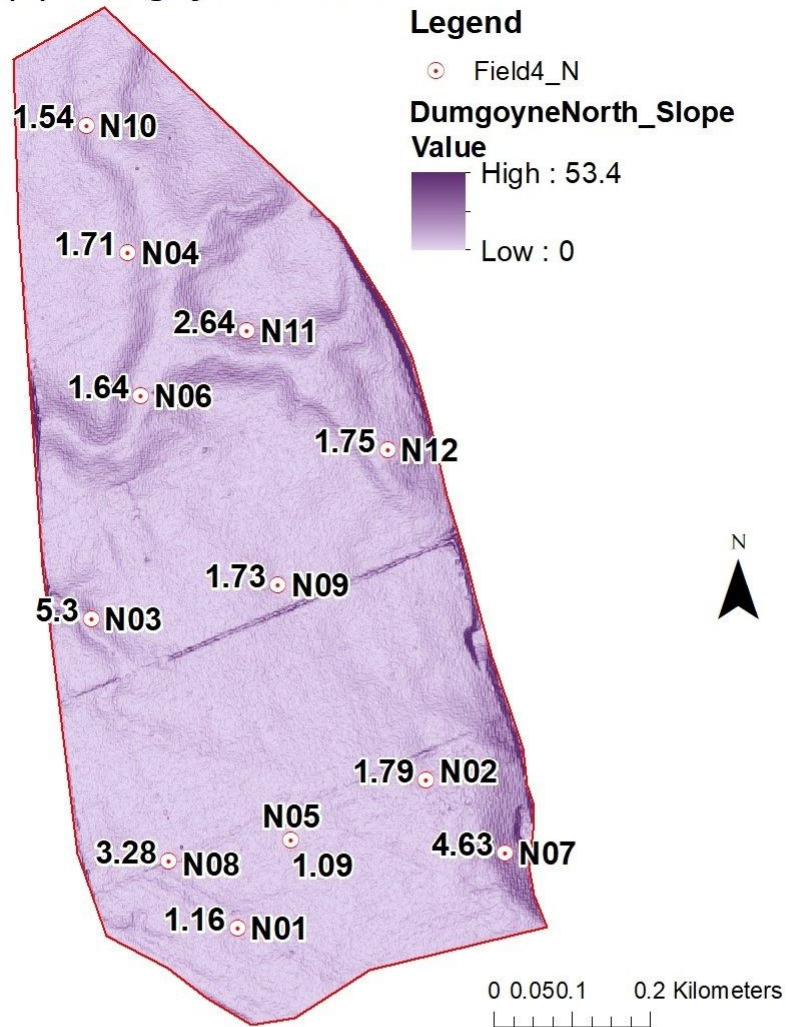 Legend
Field4_N
DumgoyneNorth_Slope
Value
High : 53.4
Low : 0
1.54 N10
1.71 N04
2.64 N11
1.64 N06
1.75 N12
1.73 N09
5.3 N03
1.79 N02
N05
1.09
3.28 N08
4.63 N07
1.16 N01
N
0 0.050.1 0.2 Kilometers